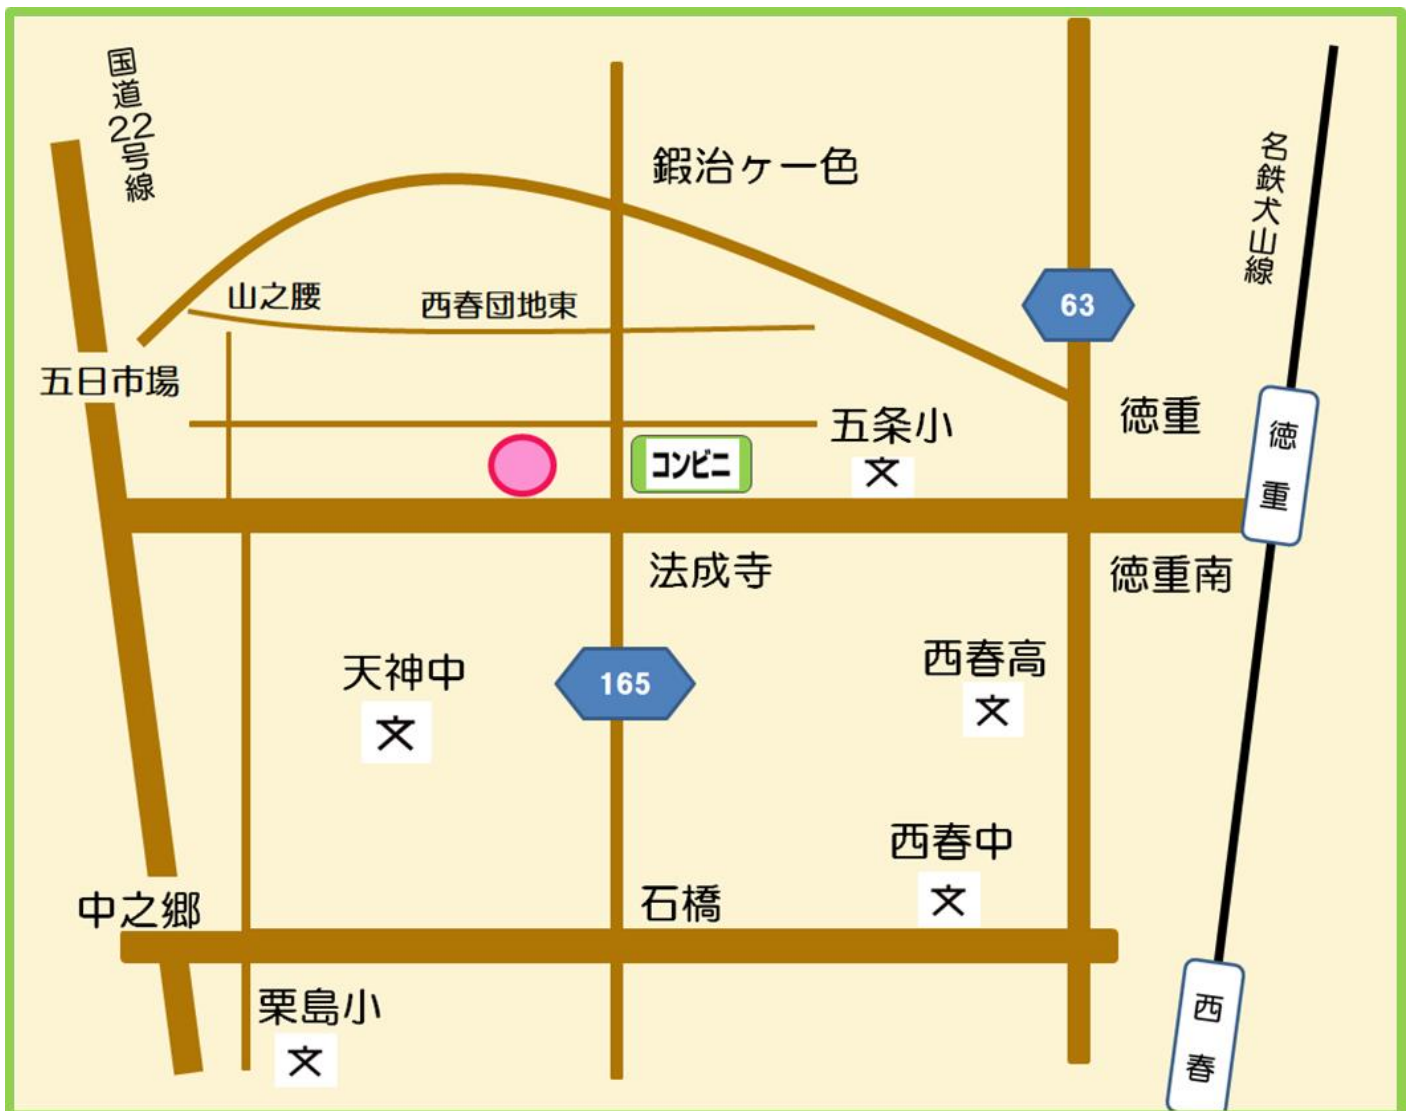 国道22号線
名鉄犬山線
鍜治ヶ一色
山之腰
西春団地東
63
五日市場
徳重
五条小
文
コンビニ
徳重
法成寺
徳重南
天神中
文
165
西春高
文
西春中
文
中之郷
石橋
栗島小
文
西春